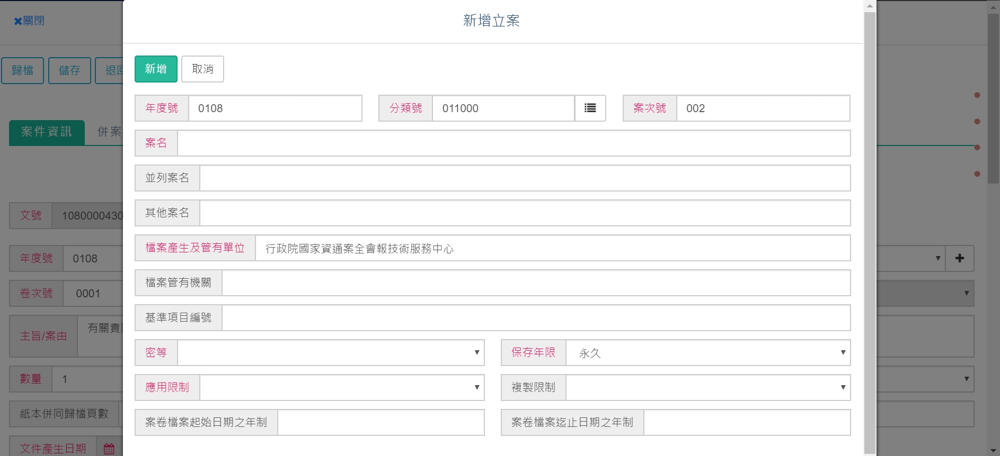 新增立案
✖關閉
新增 取消
歸檔 儲存 退回
年度號 0108 分類號 011000 案次號 002
案件資訊 併案
案名
並列案名
其他案名
文號 1080000430
檔案產生及管有單位 行政院國家資通案全會報技術服務中心
年度號 0108
檔案管有機關
卷次號 0001
基準項目編號
主旨/案由 有關貴
密等 保存年限 永久
數量 1
應用限制 複製限制
紙本併同歸檔頁數
案卷檔案起始日期之年制 案卷檔案迄止日期之年制
文件產生日期